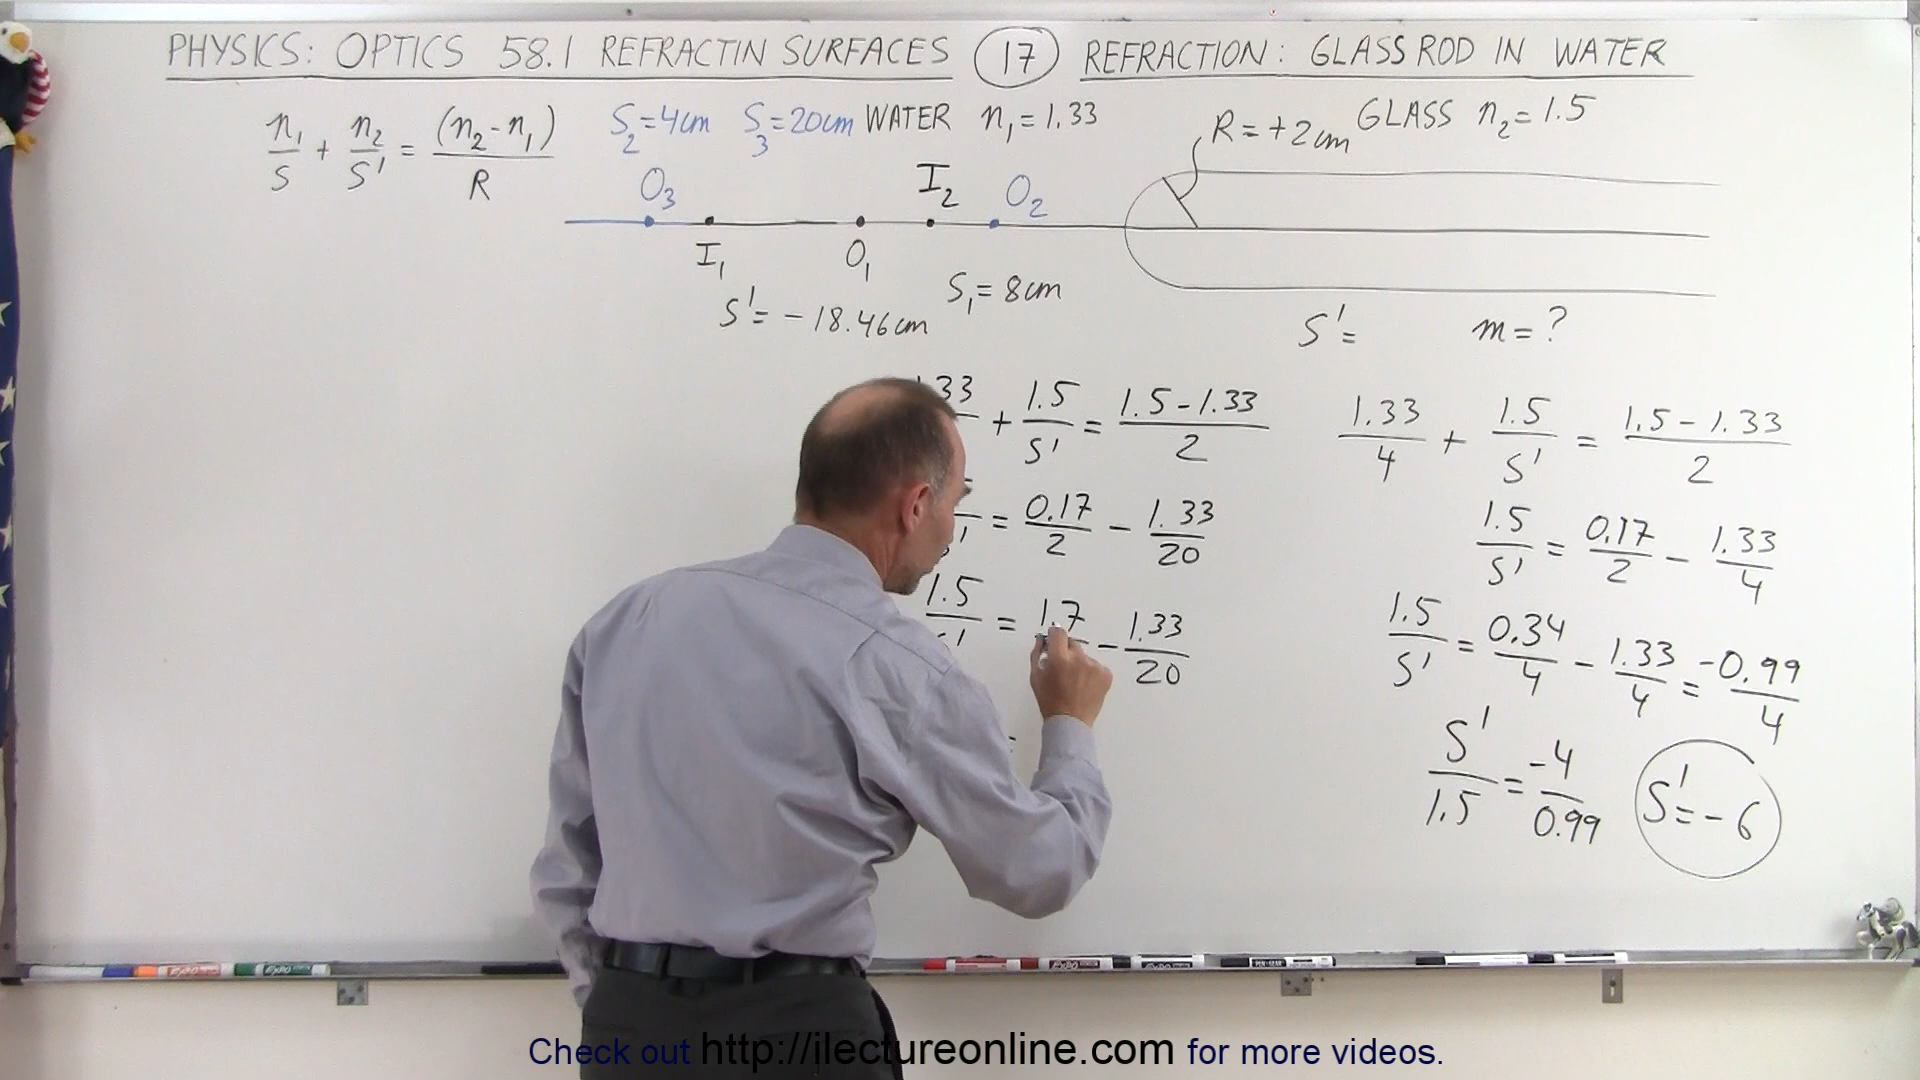 PHYSICS: OPTICS 58.1 REFRACTIN SURFACES 17 REFRACTION: GLASS ROD IN WATER
n₁/S + n₂/S' = (n₂-n₁)/R
S₂=4cm S₃=20cm WATER n₁=1.33
R=+2cm GLASS n₂=1.5
O₃ I₂ O₂
I₁ O₁
S'=-18.46cm S₁=8cm
S'= m=?
.33 + 1.5/S' = 1.5-1.33/2
= 0.17/2 - 1.33/20
1.5/S' = 1.7 - 1.33/20
=
1.33/4 + 1.5/S' = 1.5-1.33/2
1.5/S' = 0.17/2 - 1.33/4
1.5/S' = 0.34/4 - 1.33/4 = -0.99/4
S'/1.5 = -4/0.99 S'=-6
Check out http://ilectureonline.com for more videos.